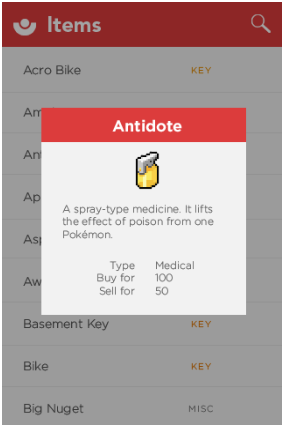 Items
Acro Bike KEY
Am
Ant
Antidote
A spray-type medicine. It lifts
the effect of poison from one
Pokémon.
Type Medical
Buy for 100
Sell for 50
Ap
Asp
Aw
Basement Key KEY
Bike KEY
Big Nuget MISC